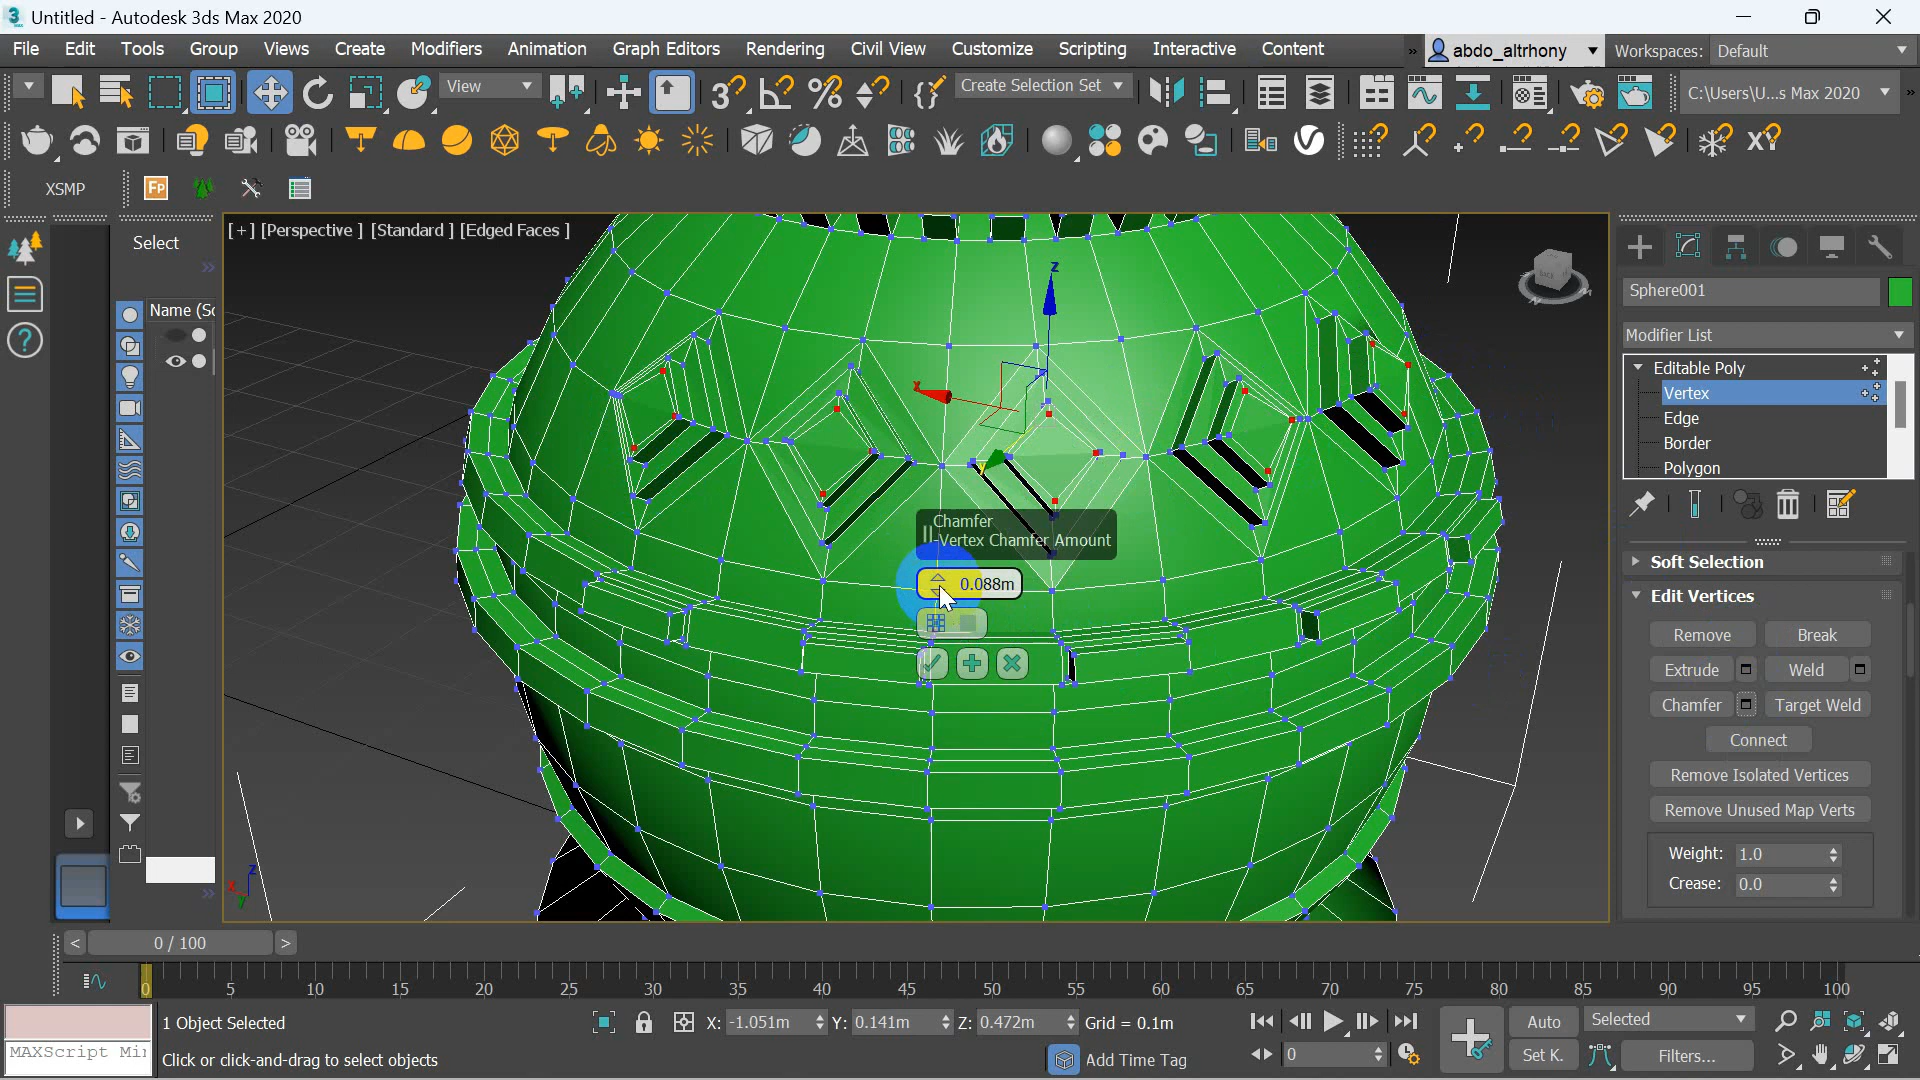 Untitled - Autodesk 3ds Max 2020
File Edit Tools Group Views Create Modifiers Animation Graph Editors Rendering Civil View Customize Scripting Interactive Content
abdo_altrhony
Workspaces: Default
View
Create Selection Set
C:\Users\U...s Max 2020
XSMP
Fp
Select
Name (Sc
[+] [Perspective ] [Standard ] [Edged Faces ]
BACK
Sphere001
Modifier List
Editable Poly
Vertex
Edge
Border
Polygon
Soft Selection
Edit Vertices
Remove Break
Extrude Weld
Chamfer Target Weld
Connect
Remove Isolated Vertices
Remove Unused Map Verts
Weight: 1.0
Crease: 0.0
Chamfer
Vertex Chamfer Amount
0.088m
x
y
z
< 0 / 100 >
0 5 10 15 20 25 30 35 40 45 50 55 60 65 70 75 80 85 90 95 100
MAXScript Mi
1 Object Selected
Click or click-and-drag to select objects
X: -1.051m Y: 0.141m Z: 0.472m Grid = 0.1m
Add Time Tag
0
Auto Selected
Set K. Filters...